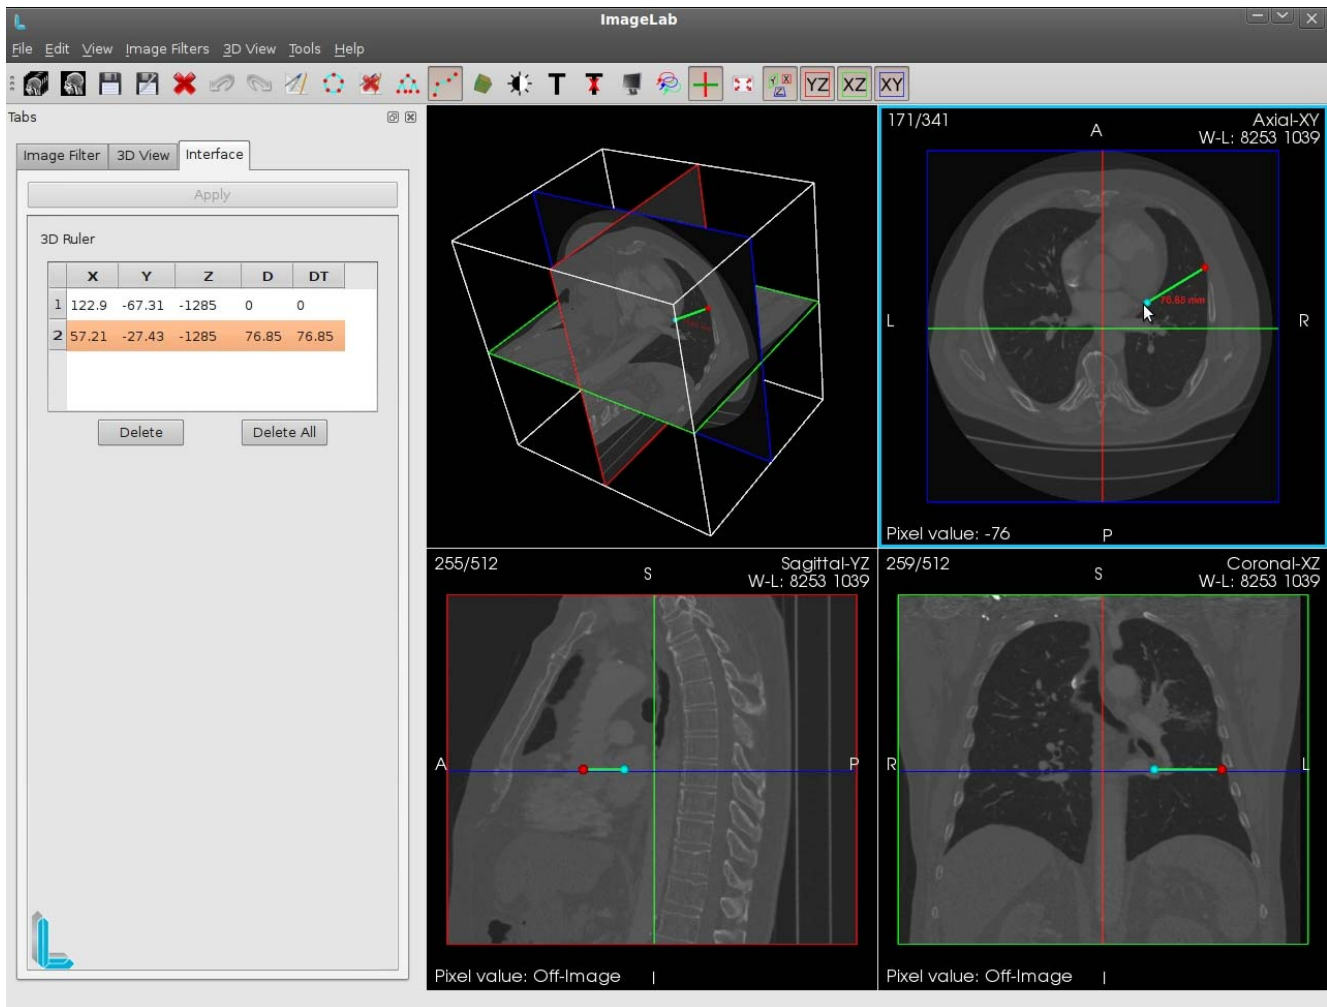 ImageLab
File Edit View Image Filters 3D View Tools Help
T T YZ XZ XY
Tabs
Image Filter 3D View Interface
Apply
3D Ruler
X Y Z D DT
1 122.9 -67.31 -1285 0 0
2 57.21 -27.43 -1285 76.85 76.85
Delete Delete All
171/341 A Axial-XY
W-L: 8253 1039
76.85 mm
L R
Pixel value: -76 P
255/512 S Sagittal-YZ
W-L: 8253 1039
A P
Pixel value: Off-Image I
259/512 S Coronal-XZ
W-L: 8253 1039
R L
Pixel value: Off-Image I